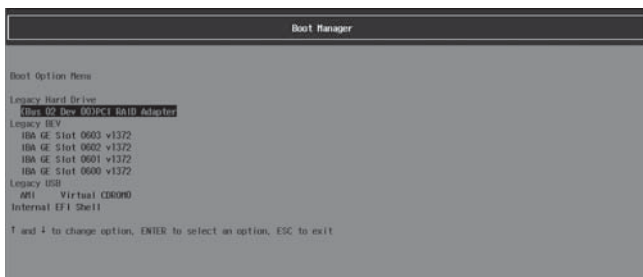 Boot Manager
Boot Option Menu
Legacy Hard Drive
(Bus 02 Dev 00)PCI RAID Adapter
Legacy BEV
IBA GE Slot 0603 v1372
IBA GE Slot 0602 v1372
IBA GE Slot 0601 v1372
IBA GE Slot 0600 v1372
Legacy USB
AMI Virtual CDROM0
Internal EFI Shell
↑ and ↓ to change option, ENTER to select an option, ESC to exit